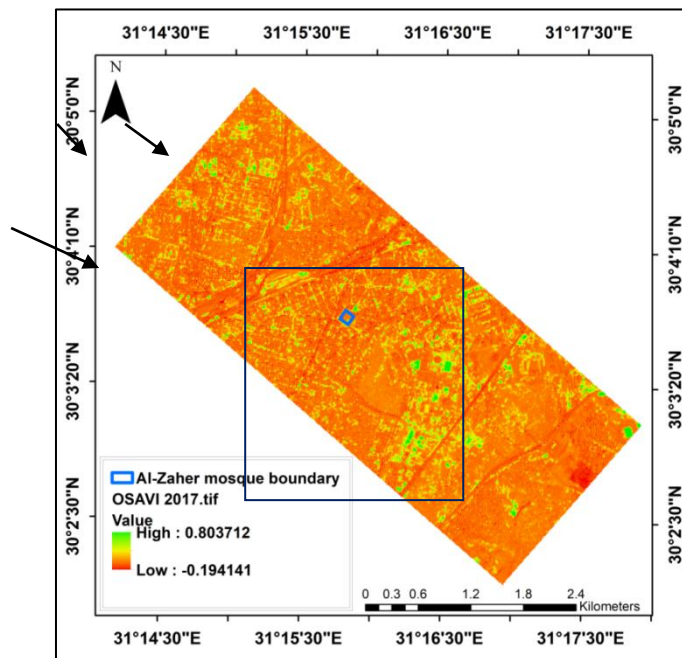 31°14'30"E 31°15'30"E 31°16'30"E 31°17'30"E
N
30°5'0"N
30°5'0"N
30°4'10"N
30°4'10"N
30°3'20"N
30°3'20"N
30°2'30"N
30°2'30"N
Al-Zaher mosque boundary
OSAVI 2017.tif
Value
High : 0.803712
Low : -0.194141
0 0.3 0.6 1.2 1.8 2.4
Kilometers
31°14'30"E 31°15'30"E 31°16'30"E 31°17'30"E